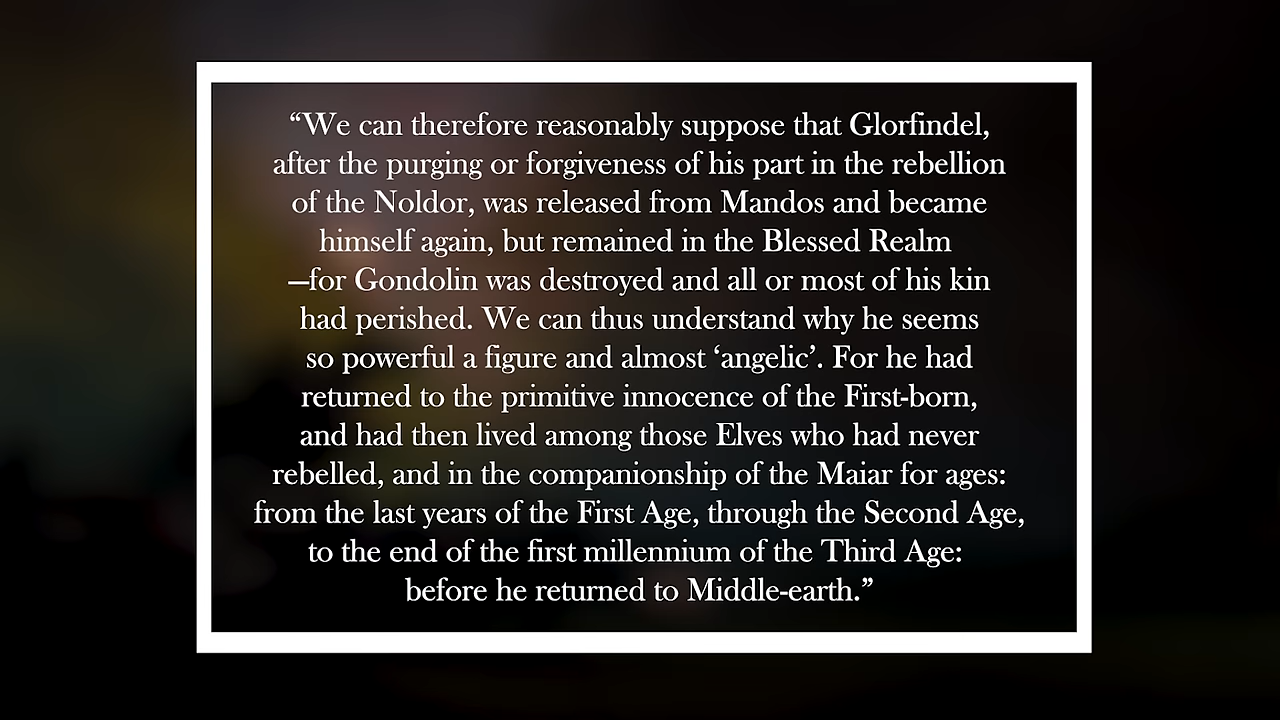 “We can therefore reasonably suppose that Glorfindel,
after the purging or forgiveness of his part in the rebellion
of the Noldor, was released from Mandos and became
himself again, but remained in the Blessed Realm
—for Gondolin was destroyed and all or most of his kin
had perished. We can thus understand why he seems
so powerful a figure and almost ‘angelic’. For he had
returned to the primitive innocence of the First-born,
and had then lived among those Elves who had never
rebelled, and in the companionship of the Maiar for ages:
from the last years of the First Age, through the Second Age,
to the end of the first millennium of the Third Age:
before he returned to Middle-earth.”